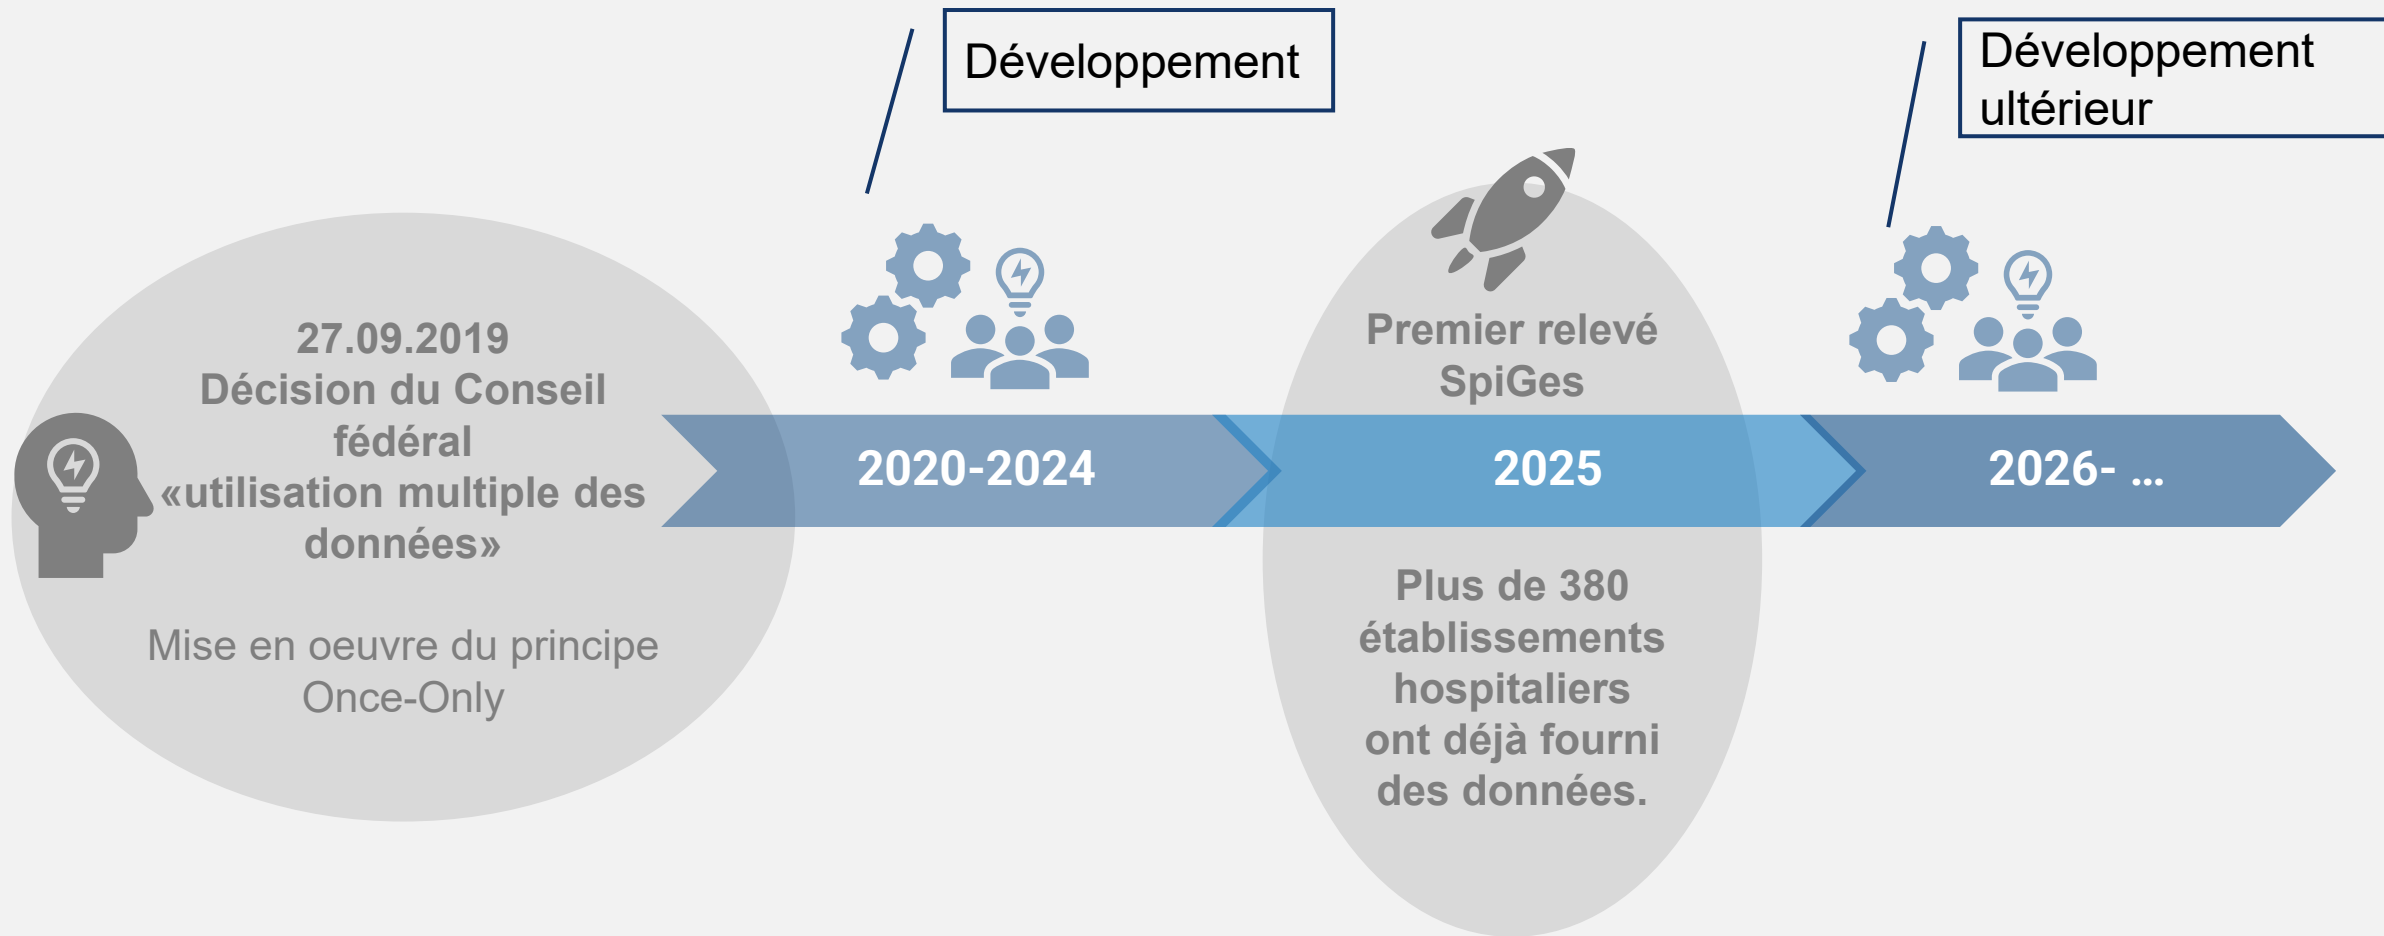 Développement
Développement
ultérieur
27.09.2019
Décision du Conseil
fédéral
«utilisation multiple des
données»
Mise en oeuvre du principe
Once-Only
2020-2024
Premier relevé
SpiGes
2025
Plus de 380
établissements
hospitaliers
ont déjà fourni
des données.
2026- ...